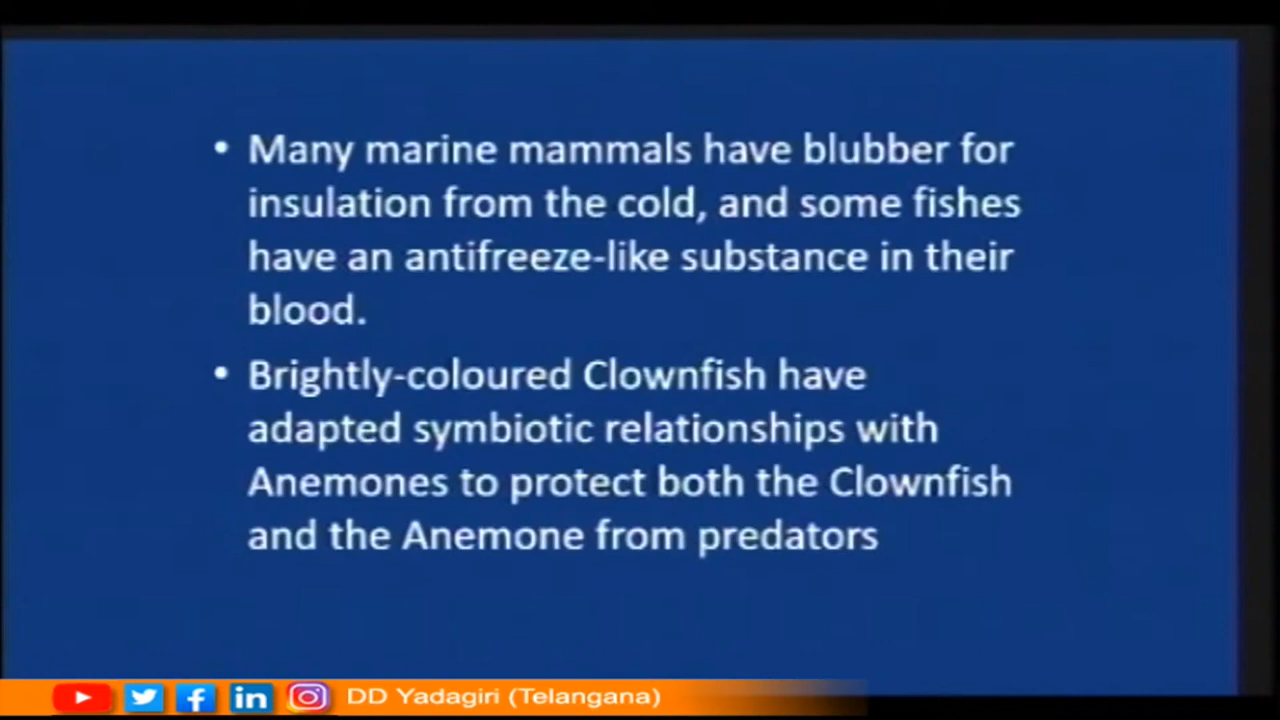 • Many marine mammals have blubber for
insulation from the cold, and some fishes
have an antifreeze-like substance in their
blood.
• Brightly-coloured Clownfish have
adapted symbiotic relationships with
Anemones to protect both the Clownfish
and the Anemone from predators
DD Yadagiri (Telangana)